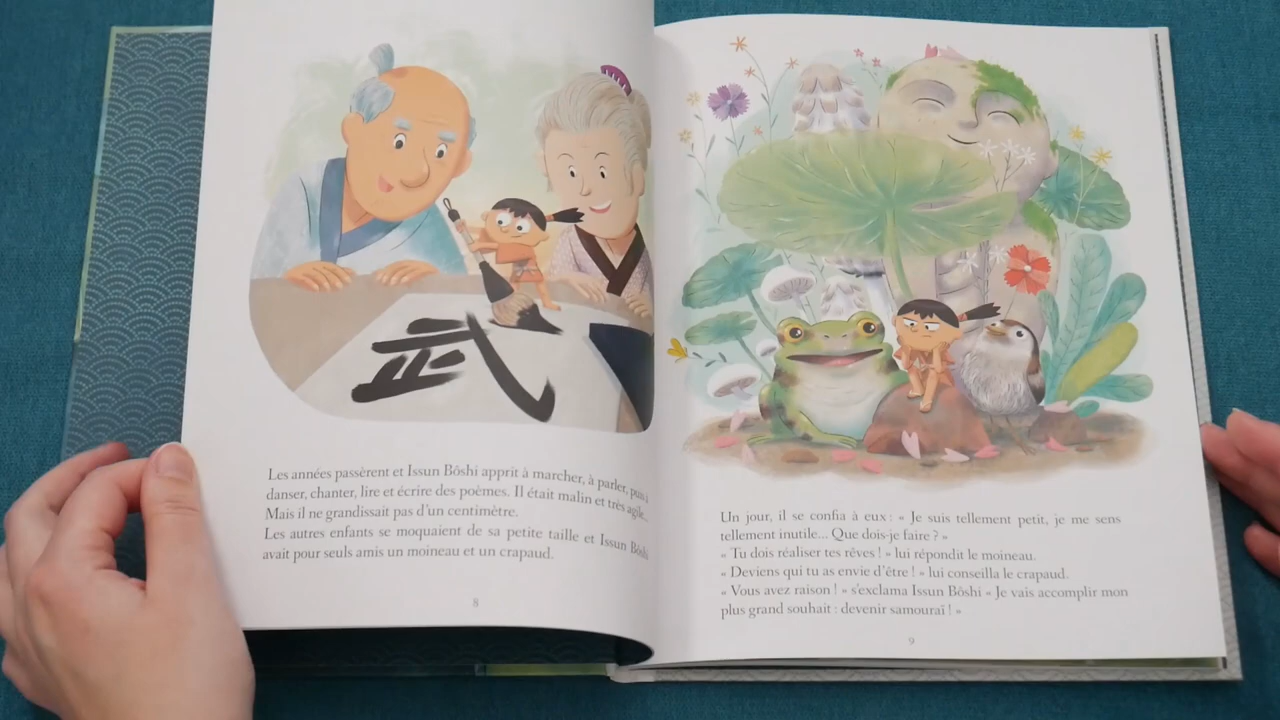 武
Les années passèrent et Issun Bôshi apprit à marcher, à parler, puis à
danser, chanter, lire et écrire des poèmes. Il était malin et très agile...
Mais il ne grandissait pas d'un centimètre.
Les autres enfants se moquaient de sa petite taille et Issun Bôshi
avait pour seuls amis un moineau et un crapaud.
8
Un jour, il se confia à eux : « Je suis tellement petit, je me sens
tellement inutile... Que dois-je faire ? »
« Tu dois réaliser tes rêves ! » lui répondit le moineau.
« Deviens qui tu as envie d'être ! » lui conseilla le crapaud.
« Vous avez raison ! » s'exclama Issun Bôshi « Je vais accomplir mon
plus grand souhait : devenir samouraï ! »
9